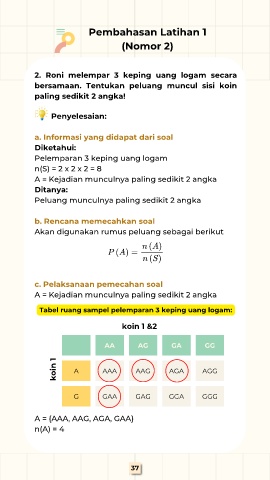 Pembahasan Latihan 1
(Nomor 2)
2. Roni melempar 3 keping uang logam secara
bersamaan. Tentukan peluang muncul sisi koin
paling sedikit 2 angka!
Penyelesaian:
a. Informasi yang didapat dari soal
Diketahui:
Pelemparan 3 keping uang logam
n(S) = 2 x 2 x 2 = 8
A = Kejadian munculnya paling sedikit 2 angka
Ditanya:
Peluang munculnya paling sedikit 2 angka
b. Rencana memecahkan soal
Akan digunakan rumus peluang sebagai berikut
P (A) = n (A) / n (S)
c. Pelaksanaan pemecahan soal
A = Kejadian munculnya paling sedikit 2 angka
Tabel ruang sampel pelemparan 3 keping uang logam:
koin 1 &2
AA AG GA GG
koin 1
A AAA AAG AGA AGG
G GAA GAG GGA GGG
A = {AAA, AAG, AGA, GAA}
n(A) = 4
37